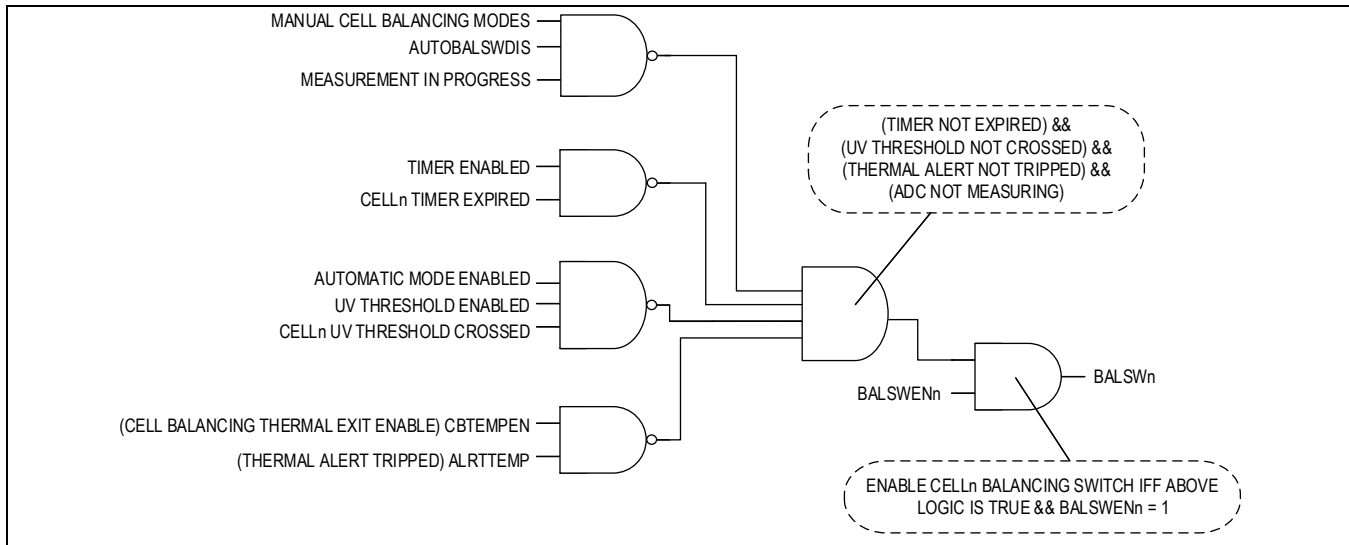 MANUAL CELL BALANCING MODES
AUTOBALSWDIS
MEASUREMENT IN PROGRESS
TIMER ENABLED
CELLn TIMER EXPIRED
AUTOMATIC MODE ENABLED
UV THRESHOLD ENABLED
CELLn UV THRESHOLD CROSSED
(CELL BALANCING THERMAL EXIT ENABLE) CBTEMPEN
(THERMAL ALERT TRIPPED) ALRTTEMP
(TIMER NOT EXPIRED) &&
(UV THRESHOLD NOT CROSSED) &&
(THERMAL ALERT NOT TRIPPED) &&
(ADC NOT MEASURING)
BALSWENn
BALSWn
ENABLE CELLn BALANCING SWITCH IFF ABOVE
LOGIC IS TRUE && BALSWENn = 1